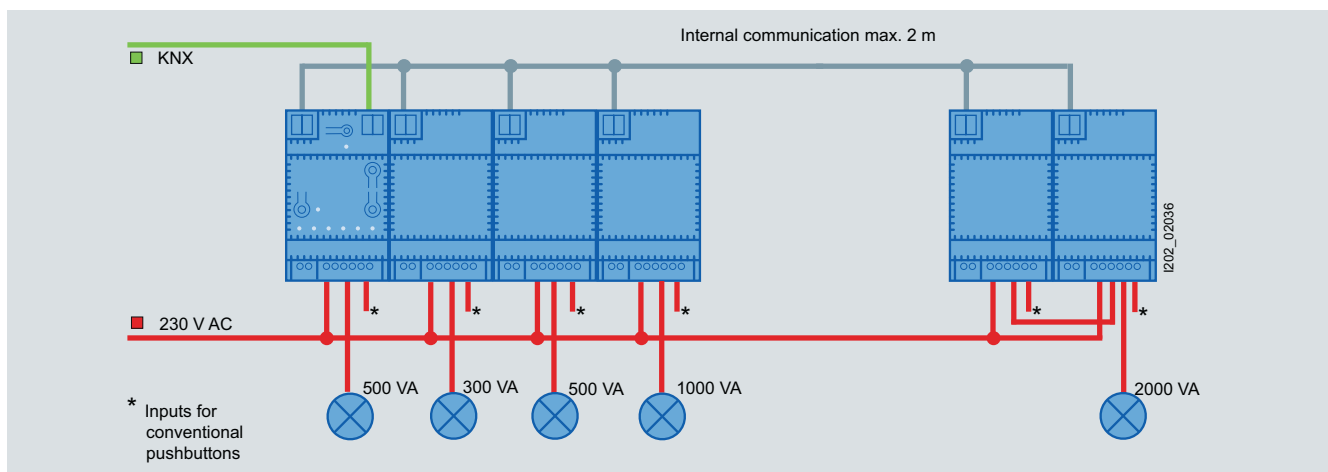 Internal communication max. 2 m
KNX
I202_02036
* * * * * *
230 V AC
500 VA 300 VA 500 VA 1000 VA 2000 VA
* Inputs for
conventional
pushbuttons